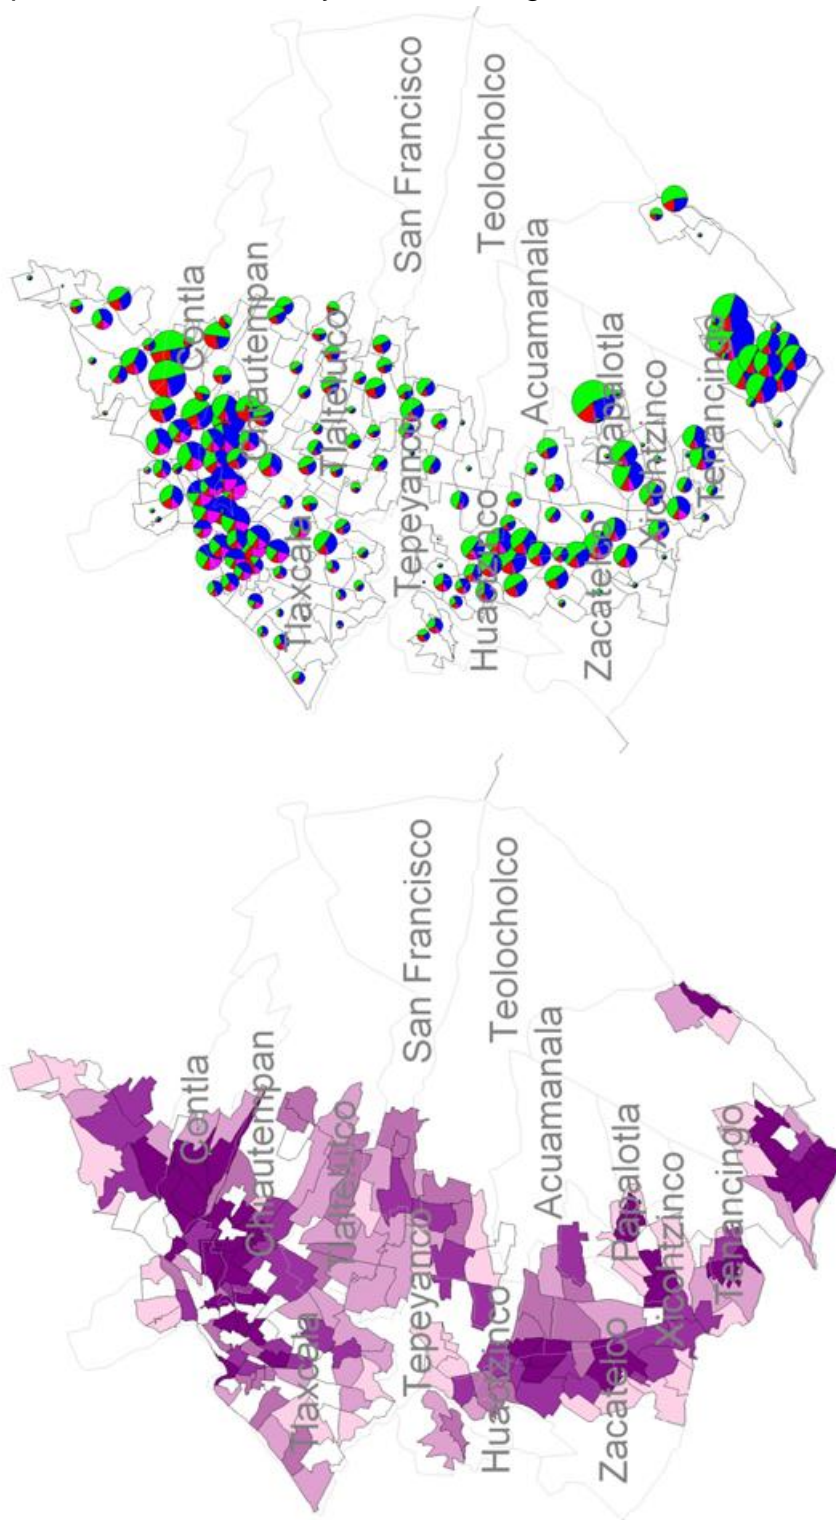 San Francisco
Teolocholco
Contla
Chiautempan
Acuamanala
Tlaltelulco
Papalotla
Tenancingo
Xicohtzinco
Tepeyanco
Tlaxcala
Zacatelco
San Francisco
Teolocholco
Contla
Chiautempan
Acuamanala
Tlaltelulco
Papalotla
Tenancingo
Xicohtzinco
Tepeyanco
Tlaxcala
Huactzinco
Zacatelco